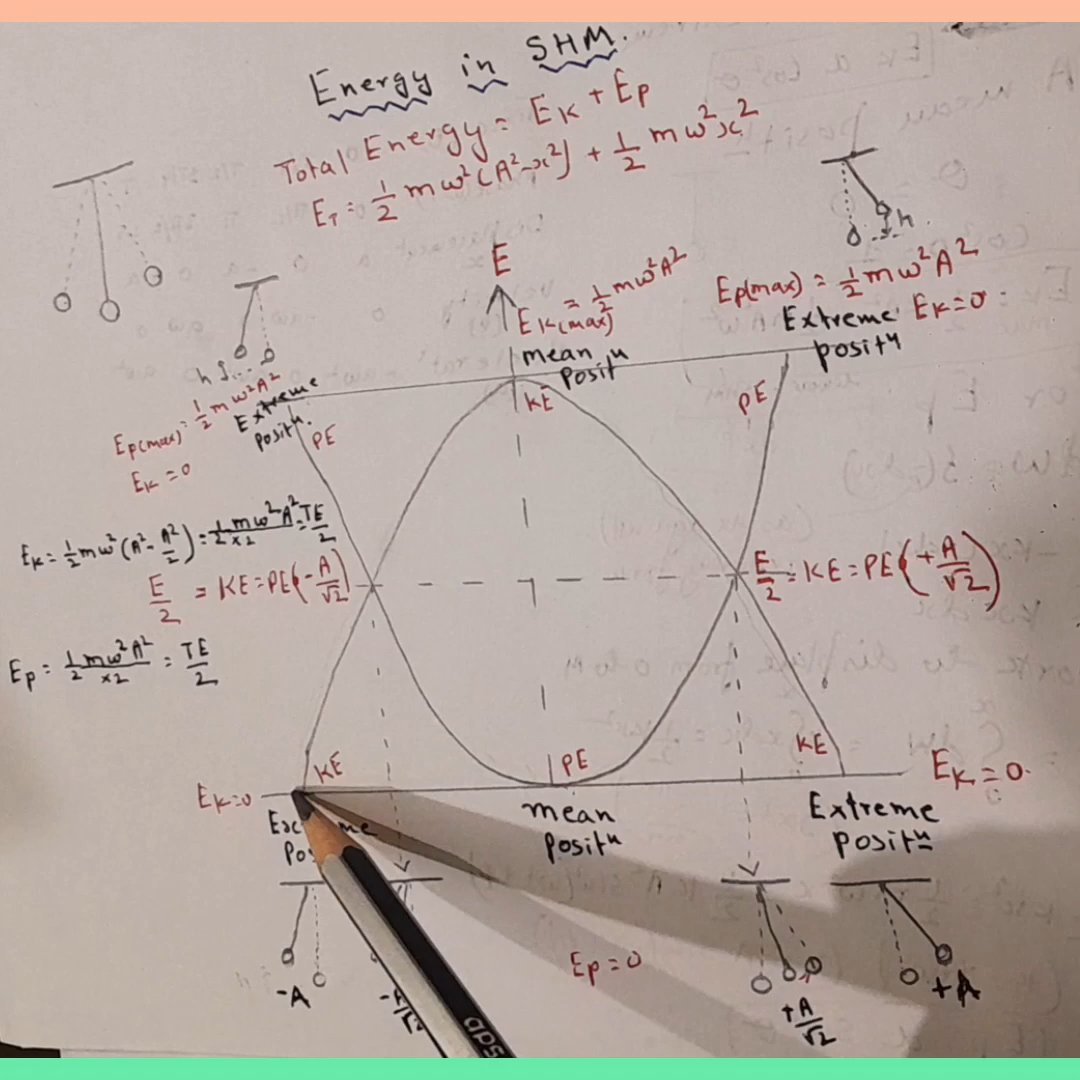 Energy in SHM.
Total Energy = EK + Ep
ET = 1/2 mω²(A²-x²) + 1/2 mω²x²
h
E
EK(max) = 1/2 mω²A²
mean positⁿ
Ep(max) = 1/2 mω²A²
Extreme EK=0
positⁿ
h
Ep(max) = 1/2 mω²A²
EK=0
Extreme
positⁿ.
PE
KE
PE
EK = 1/2 mω²(A² - A²/2) = 1/2 mω²A²/×2 = TE/2
E/2 = KE = PE(-A/√2)
E/2 = KE = PE(+A/√2)
Ep = 1/2 mω²A²/×2 = TE/2
KE
PE
KE
EK=0
EK=0.
mean
positⁿ
Extreme
positⁿ
-A
Ep=0
+A/√2
+A